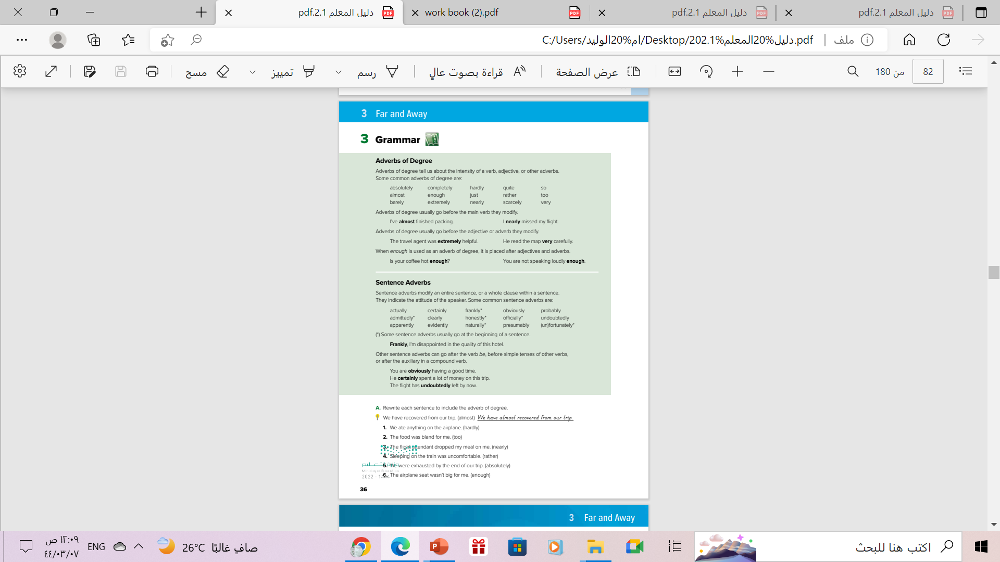 دليل المعلم 2.1.pdf
work book (2).pdf
دليل المعلم 2.1.pdf
دليل المعلم 2.1.pdf
C:/Users/ام%20الوليد/Desktop/دليل%20المعلم%202.1.pdf
ملف
مسح
تمييز
رسم
قراءة بصوت عالٍ
عرض الصفحة
من 180
82
3 Far and Away
3 Grammar
Adverbs of Degree
Adverbs of degree tell us about the intensity of a verb, adjective, or other adverbs.
Some common adverbs of degree are:
absolutely completely hardly quite so
almost enough just rather too
barely extremely nearly scarcely very
Adverbs of degree usually go before the main verb they modify.
I've almost finished packing. I nearly missed my flight.
Adverbs of degree usually go before the adjective or adverb they modify.
The travel agent was extremely helpful. He read the map very carefully.
When enough is used as an adverb of degree, it is placed after adjectives and adverbs.
Is your coffee hot enough? You are not speaking loudly enough.
Sentence Adverbs
Sentence adverbs modify an entire sentence, or a whole clause within a sentence.
They indicate the attitude of the speaker. Some common sentence adverbs are:
actually certainly frankly* obviously probably
admittedly* clearly honestly* officially* undoubtedly
apparently evidently naturally* presumably (un)fortunately*
(*) Some sentence adverbs usually go at the beginning of a sentence.
Frankly, I'm disappointed in the quality of this hotel.
Other sentence adverbs can go after the verb be, before simple tenses of other verbs,
or after the auxiliary in a compound verb.
You are obviously having a good time.
He certainly spent a lot of money on this trip.
The flight has undoubtedly left by now.
A. Rewrite each sentence to include the adverb of degree.
We have recovered from our trip. (almost) We have almost recovered from our trip.
1. We ate anything on the airplane. (hardly)
2. The food was bland for me. (too)
3. The flight attendant dropped my meal on me. (nearly)
4. Sleeping on the train was uncomfortable. (rather)
5. We were exhausted by the end of our trip. (absolutely)
6. The airplane seat wasn't big for me. (enough)
وزارة التعليم
Ministry of Education
2022 - 1444
36
3 Far and Away
١٢:٠٩ ص
٤٤/٠٣/٠٧
ENG
26°C صافٍ غالبًا
اكتب هنا للبحث